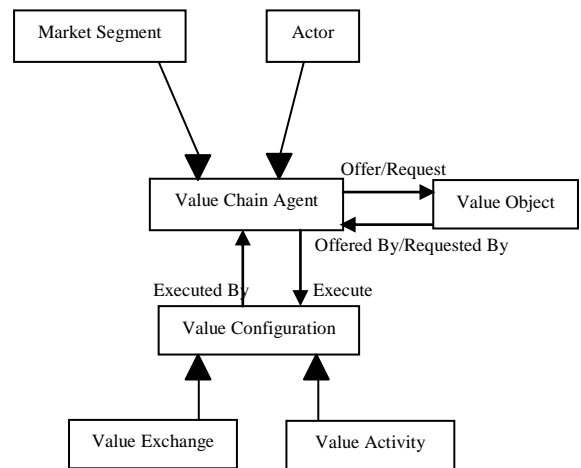 Market Segment
Actor
Offer/Request
Value Chain Agent
Value Object
Offered By/Requested By
Executed By
Execute
Value Configuration
Value Exchange
Value Activity